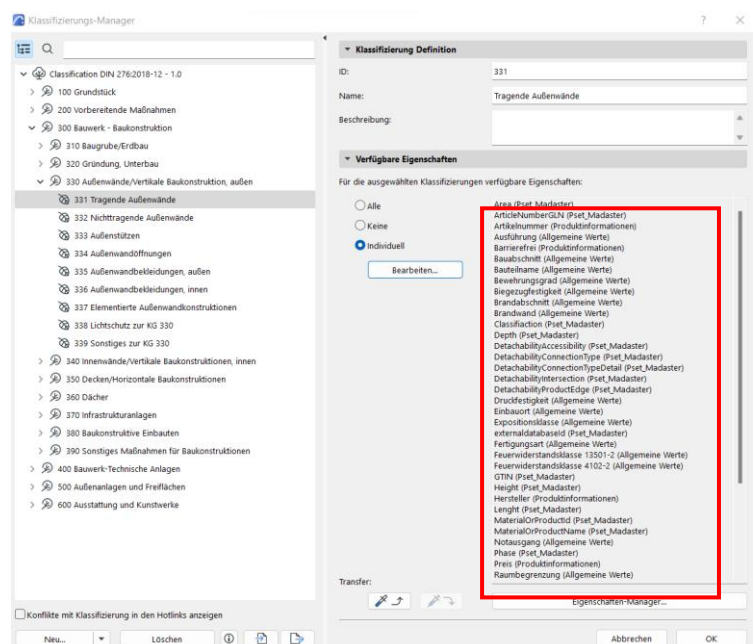 Klassifizierungs-Manager
Classification DIN 276:2018-12 - 1.0
100 Grundstück
200 Vorbereitende Maßnahmen
300 Bauwerk - Baukonstruktion
310 Baugrube/Erdbau
320 Gründung, Unterbau
330 Außenwände/Vertikale Baukonstruktion, außen
331 Tragende Außenwände
332 Nichttragende Außenwände
333 Außenstützen
334 Außenwandöffnungen
335 Außenwandbekleidungen, außen
336 Außenwandbekleidungen, innen
337 Elementierte Außenwandkonstruktionen
338 Lichtschutz zur KG 330
339 Sonstiges zur KG 330
340 Innenwände/Vertikale Baukonstruktionen, innen
350 Decken/Horizontale Baukonstruktionen
360 Dächer
370 Infrastrukturanlagen
380 Baukonstruktive Einbauten
390 Sonstiges Maßnahmen für Baukonstruktionen
400 Bauwerk-Technische Anlagen
500 Außenanlagen und Freiflächen
600 Ausstattung und Kunstwerke
Konflikte mit Klassifizierung in den Hotlinks anzeigen
Neu...
Löschen
Klassifizierung Definition
ID:
331
Name:
Tragende Außenwände
Beschreibung:
Verfügbare Eigenschaften
Für die ausgewählten Klassifizierungen verfügbare Eigenschaften:
Alle
Keine
Individuell
Bearbeiten...
Area (Pset_Madaster)
ArticleNumberGLN (Pset_Madaster)
Artikelnummer (Produktinformationen)
Ausführung (Allgemeine Werte)
Barrierefrei (Produktinformationen)
Bauabschnitt (Allgemeine Werte)
Bauteilname (Allgemeine Werte)
Bewehrungsgrad (Allgemeine Werte)
Biegezugfestigkeit (Allgemeine Werte)
Brandabschnitt (Allgemeine Werte)
Brandwand (Allgemeine Werte)
Classifiaction (Pset_Madaster)
Depth (Pset_Madaster)
DetachabilityAccessibility (Pset_Madaster)
DetachabilityConnectionType (Pset_Madaster)
DetachabilityConnectionTypeDetail (Pset_Madaster)
DetachabilityIntersection (Pset_Madaster)
DetachabilityProductEdge (Pset_Madaster)
Druckfestigkeit (Allgemeine Werte)
Einbauort (Allgemeine Werte)
Expositionsklasse (Allgemeine Werte)
externaldatabaseId (Pset_Madaster)
Fertigungsart (Allgemeine Werte)
Feuerwiderstandsklasse 13501-2 (Allgemeine Werte)
Feuerwiderstandsklasse 4102-2 (Allgemeine Werte)
GTIN (Pset_Madaster)
Height (Pset_Madaster)
Hersteller (Produktinformationen)
Lenght (Pset_Madaster)
MaterialOrProductId (Pset_Madaster)
MaterialOrProductName (Pset_Madaster)
Notausgang (Allgemeine Werte)
Phase (Pset_Madaster)
Preis (Produktinformationen)
Raumbegrenzung (Allgemeine Werte)
Transfer:
Eigenschaften-Manager...
Abbrechen
OK